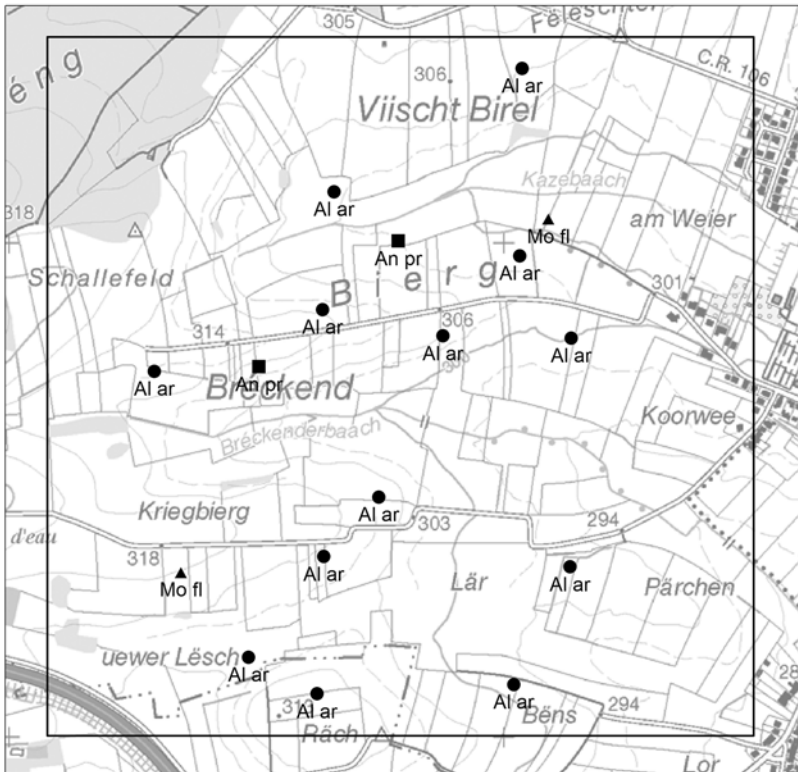 305
Feleschter
éng
C.R. 106
306
Al ar
Viischt Birel
Kazebaach
Al ar
318
Mo fl
am Weier
An pr
Al ar
Schallefeld
Bierg
301
Al ar
314
306
Al ar
Al ar
Al ar
An pr
Bréckend
Koorwee
Bréckenderbaach
Al ar
Kriegbierg
303
294
d'eau
318
Al ar
Al ar
Mo fl
Lär
Pärchen
uewer Lësch
Al ar
Al ar
Al ar
Bëns
294
Räch
Lor